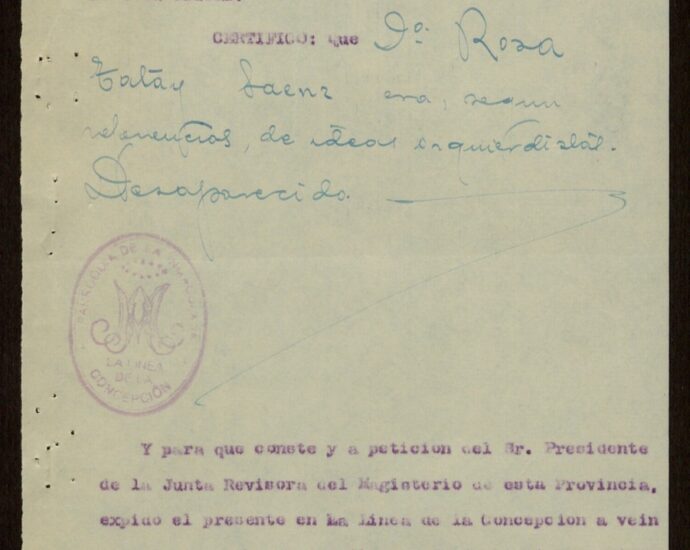 CERTIFICO: que Dª Rosa
Tatay Saenz, era, segun
referencias, de ideas izquierdistas.
Desaparecido.
PARROQUIA DE LA INMACULADA
LA LINEA
DE LA
CONCEPCIÓN
Y para que conste y a peticion del Sr. Presidente
de la Junta Revisora del Magisterio de esta Provincia,
expido el presente en La Linea de la Concepcion a vein